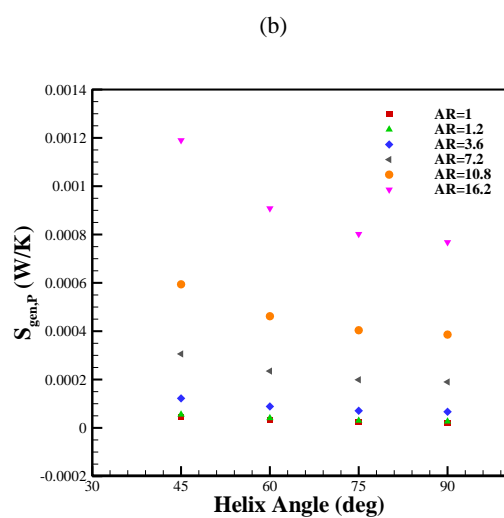 (b)
0.0014
0.0012
0.001
0.0008
0.0006
0.0004
0.0002
0
-0.0002
S gen,P (W/K)
AR=1
AR=1.2
AR=3.6
AR=7.2
AR=10.8
AR=16.2
30 45 60 75 90
Helix Angle (deg)